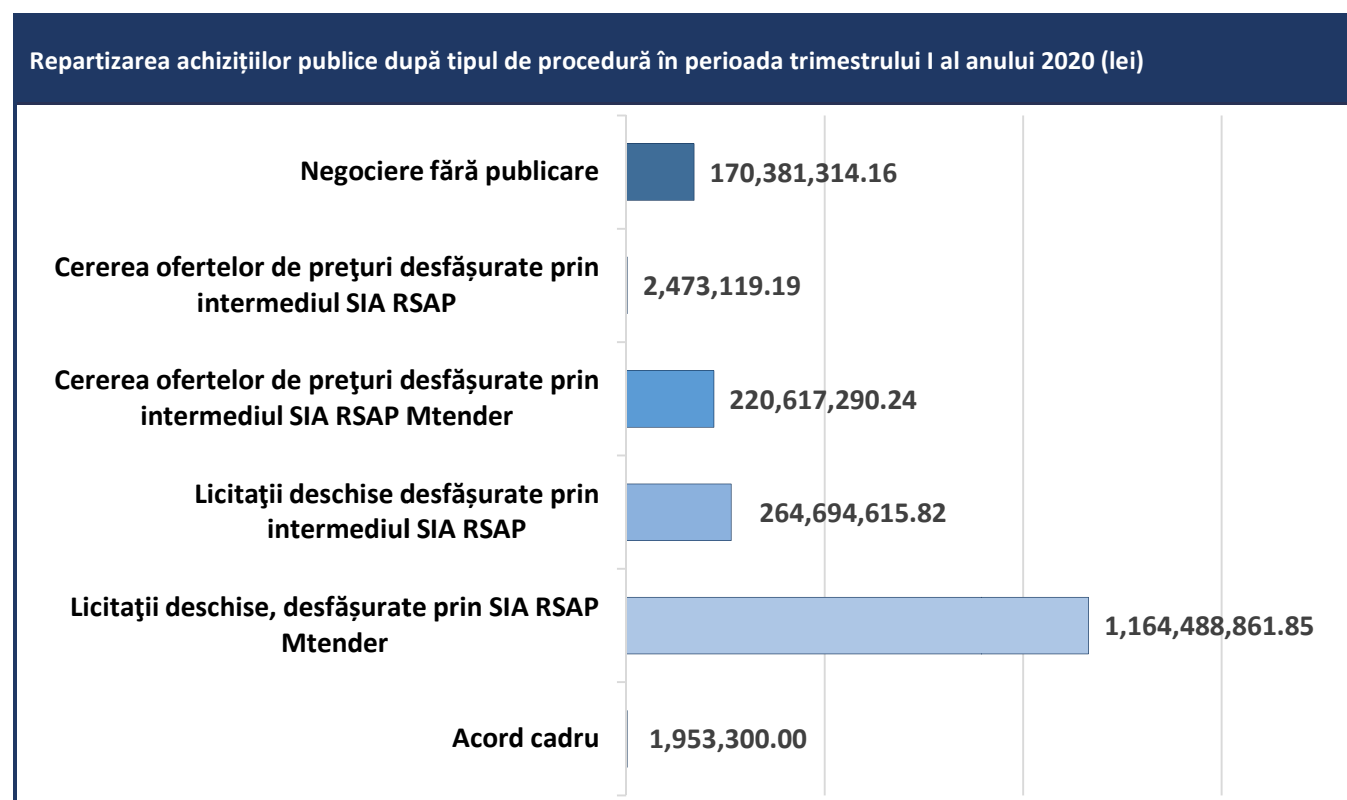 Repartizarea achizițiilor publice după tipul de procedură în perioada trimestrului I al anului 2020 (lei)
Negociere fără publicare
170,381,314.16
Cererea ofertelor de preţuri desfășurate prin
intermediul SIA RSAP
2,473,119.19
Cererea ofertelor de preţuri desfășurate prin
intermediul SIA RSAP Mtender
220,617,290.24
Licitaţii deschise desfășurate prin
intermediul SIA RSAP
264,694,615.82
Licitaţii deschise, desfășurate prin SIA RSAP
Mtender
1,164,488,861.85
Acord cadru
1,953,300.00